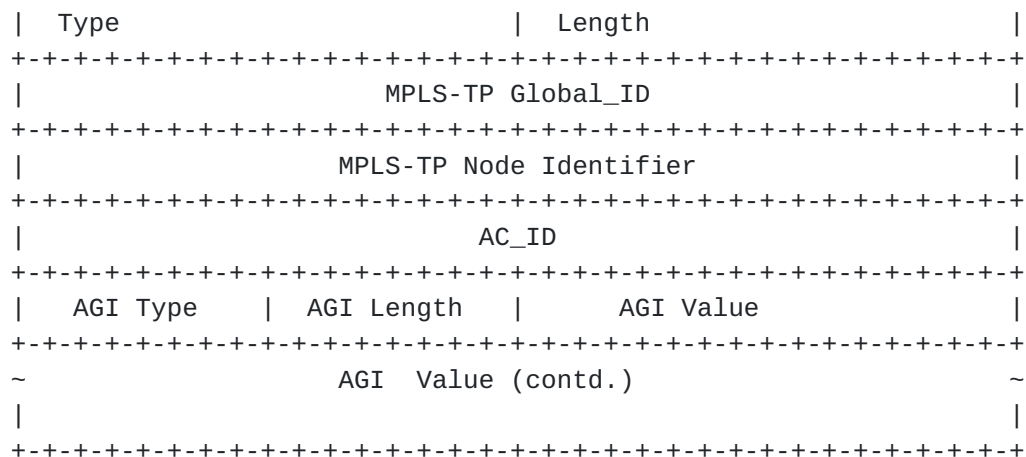 |  Type                         |  Length                       |
+-+-+-+-+-+-+-+-+-+-+-+-+-+-+-+-+-+-+-+-+-+-+-+-+-+-+-+-+-+-+-+-+
|                       MPLS-TP Global_ID                       |
+-+-+-+-+-+-+-+-+-+-+-+-+-+-+-+-+-+-+-+-+-+-+-+-+-+-+-+-+-+-+-+-+
|                    MPLS-TP Node Identifier                    |
+-+-+-+-+-+-+-+-+-+-+-+-+-+-+-+-+-+-+-+-+-+-+-+-+-+-+-+-+-+-+-+-+
|                             AC_ID                             |
+-+-+-+-+-+-+-+-+-+-+-+-+-+-+-+-+-+-+-+-+-+-+-+-+-+-+-+-+-+-+-+-+
|   AGI Type    |  AGI Length   |      AGI Value                |
+-+-+-+-+-+-+-+-+-+-+-+-+-+-+-+-+-+-+-+-+-+-+-+-+-+-+-+-+-+-+-+-+
~                    AGI  Value (contd.)                        ~
|                                                               |
+-+-+-+-+-+-+-+-+-+-+-+-+-+-+-+-+-+-+-+-+-+-+-+-+-+-+-+-+-+-+-+-+